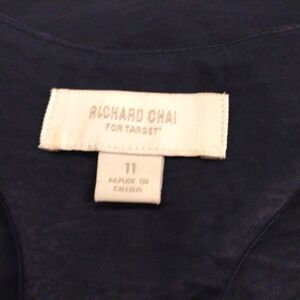 RICHARD CHAI
FOR TARGET
11
MADE IN
CHINA